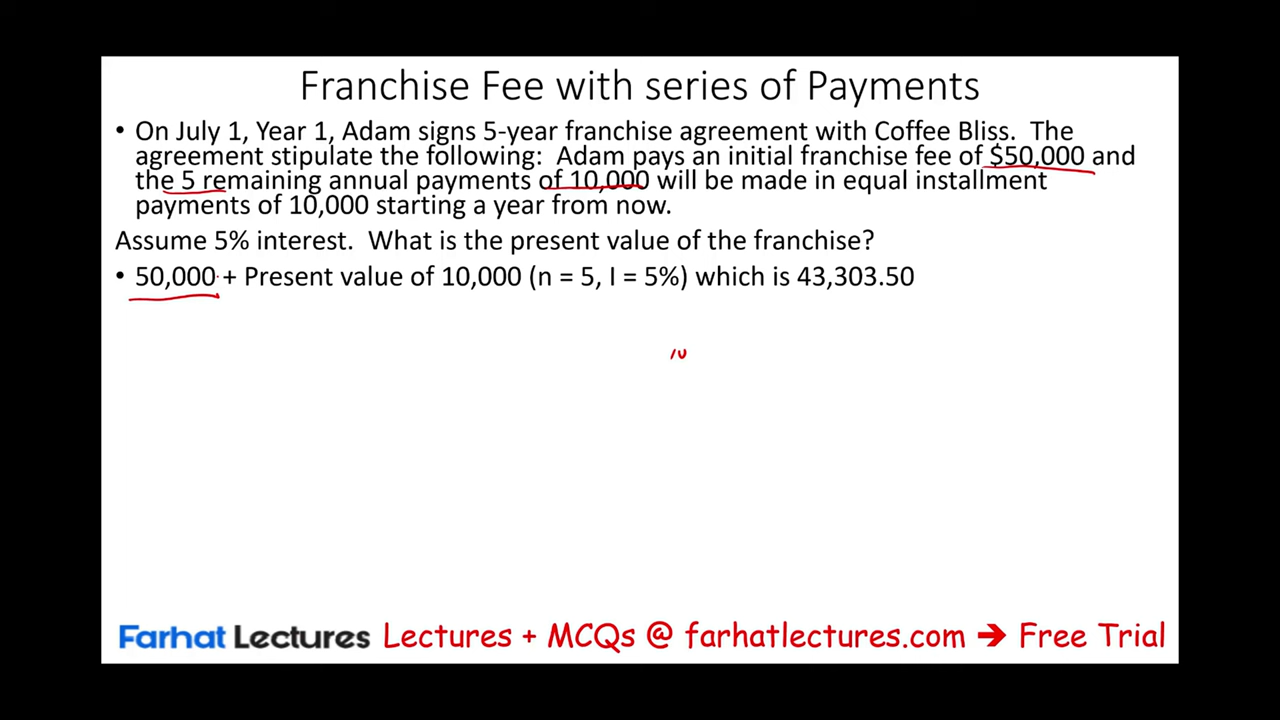 Franchise Fee with series of Payments
• On July 1, Year 1, Adam signs 5-year franchise agreement with Coffee Bliss. The
agreement stipulate the following: Adam pays an initial franchise fee of $50,000 and
the 5 remaining annual payments of 10,000 will be made in equal installment
payments of 10,000 starting a year from now.
Assume 5% interest. What is the present value of the franchise?
• 50,000 + Present value of 10,000 (n = 5, I = 5%) which is 43,303.50
Farhat Lectures Lectures + MCQs @ farhatlectures.com → Free Trial